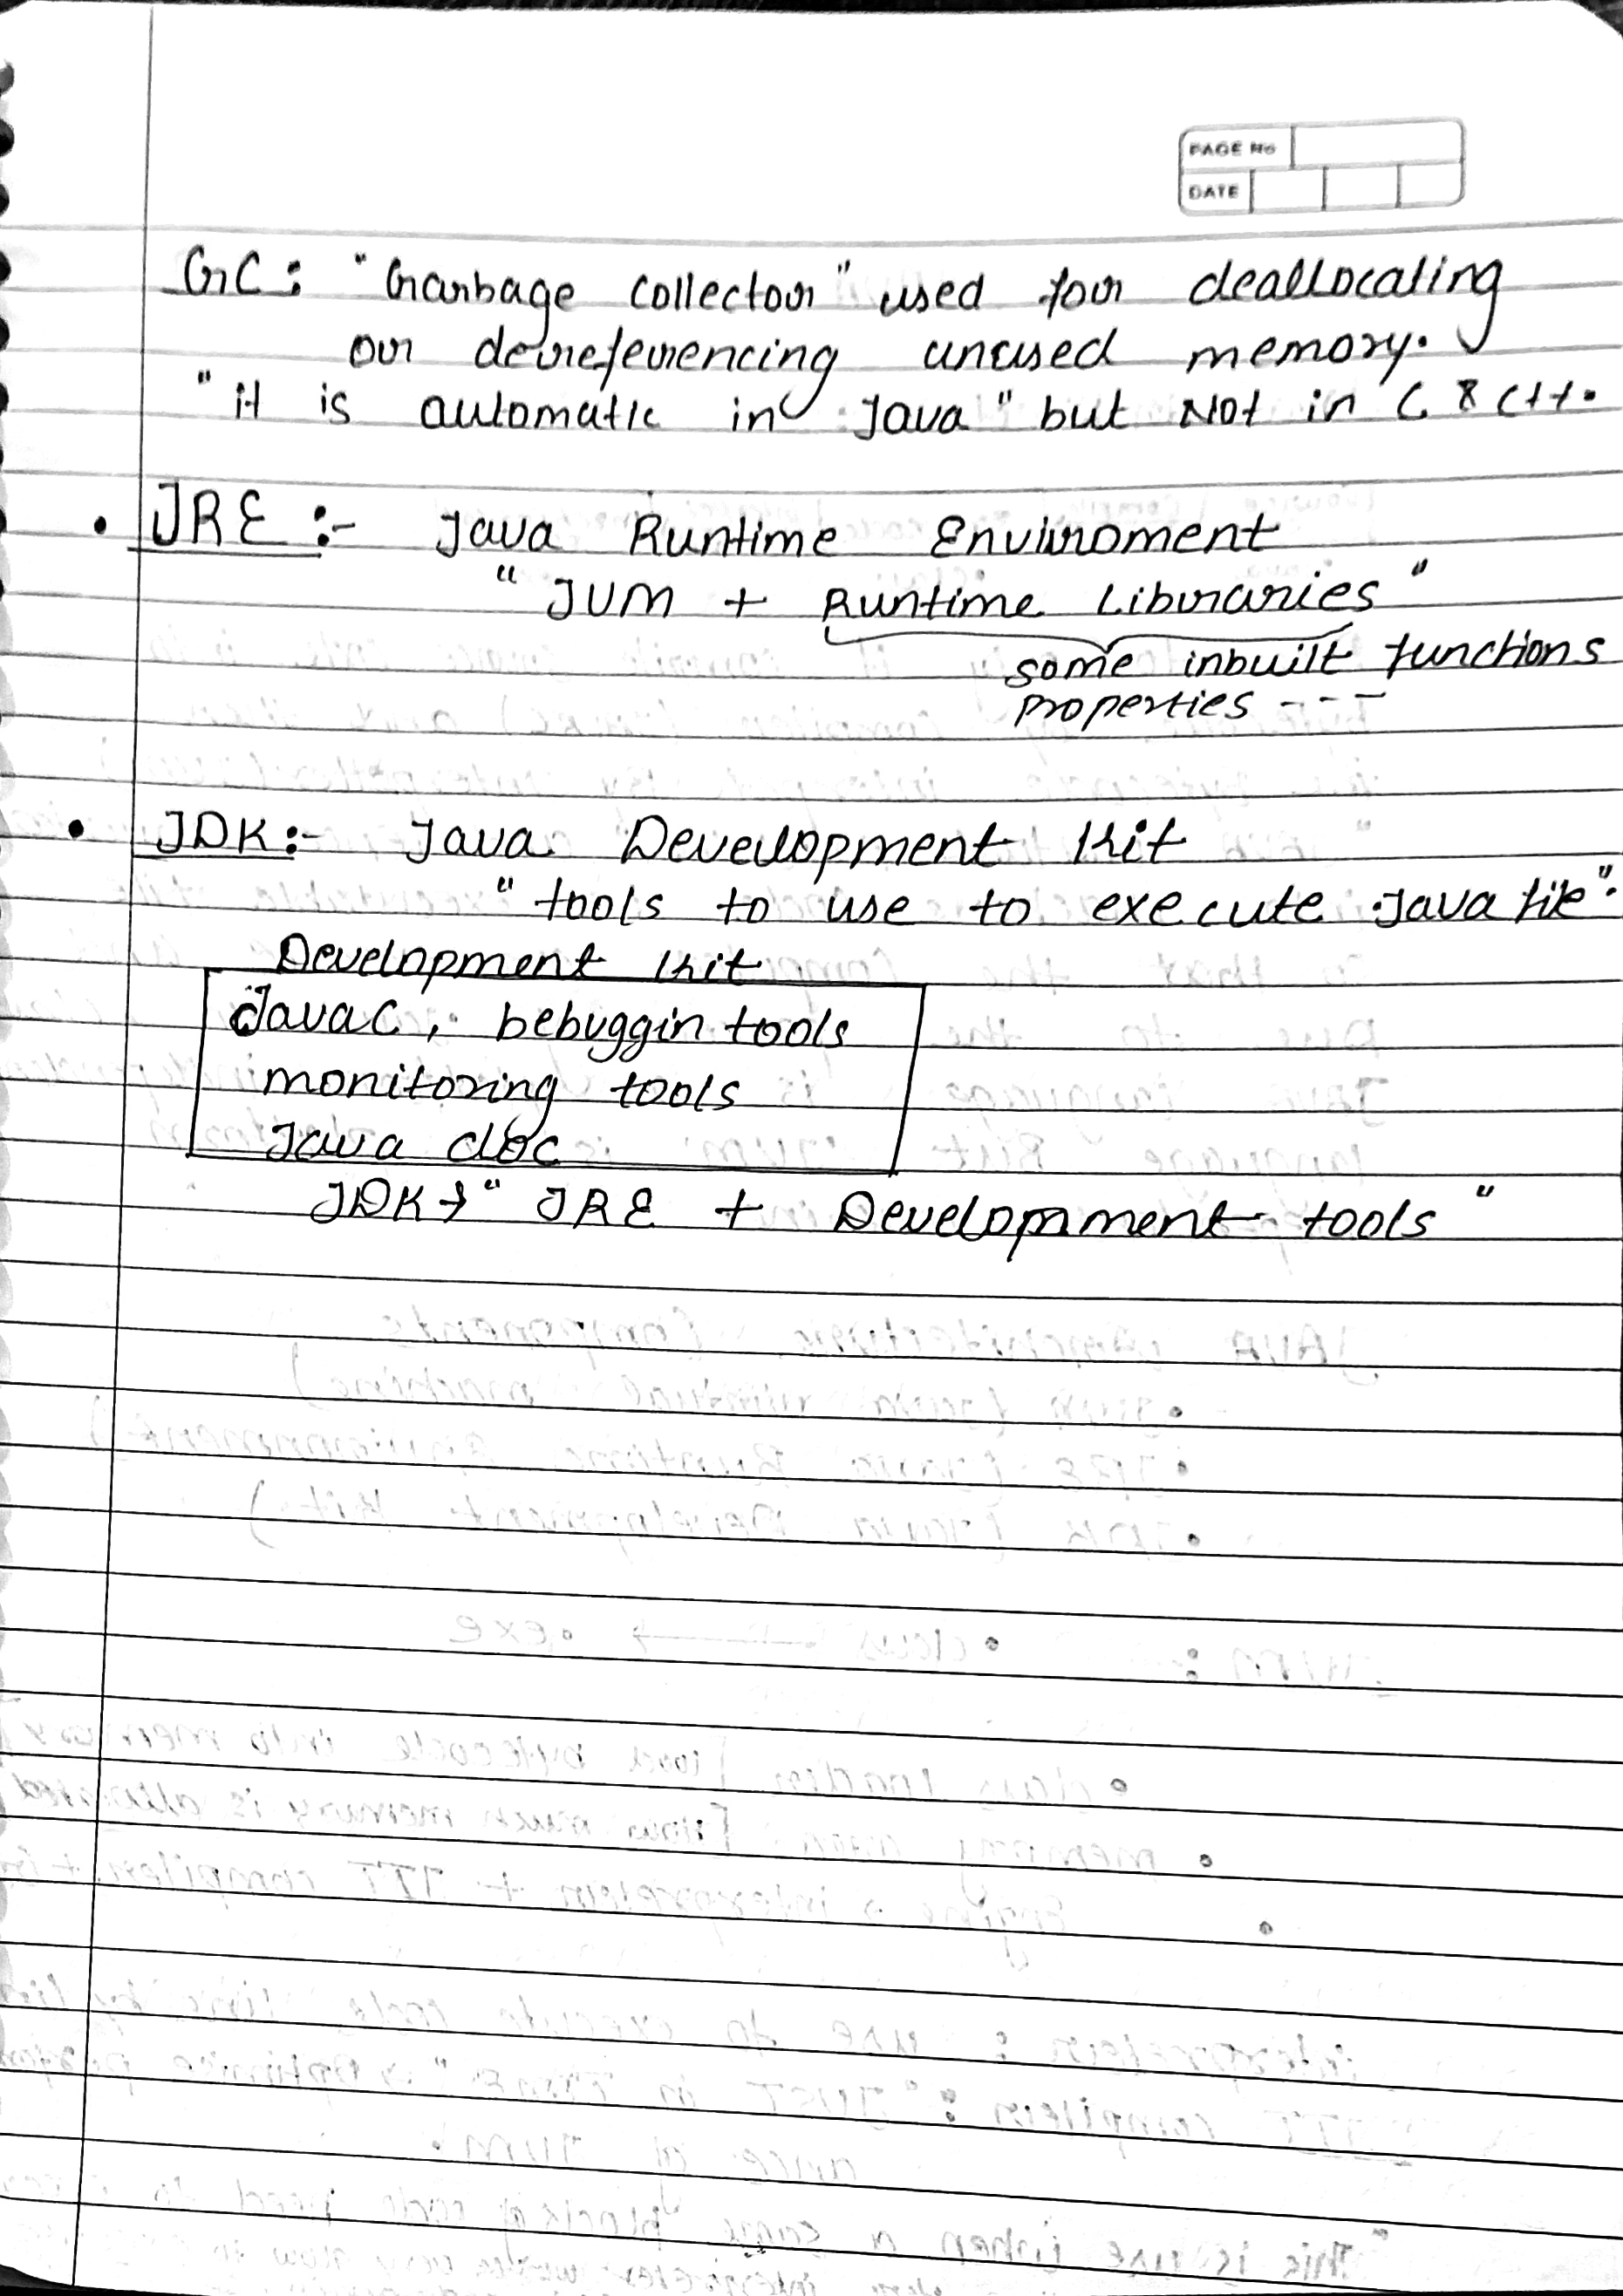 PAGE No
DATE
GC: "Garbage collector" used for deallocating
or dereferencing unused memory.
"it is automatic in Java" but Not in C & C++.
• JRE :- Java Runtime Enviroment
"JVM + Runtime Libraries"
some inbuilt functions
properties ---
• JDK :- Java Development Kit
"tools to use to execute .java file".
Development kit
JavaC, bebuggin tools
monitoring tools
Java doc
JDK → "JRE + Development tools"